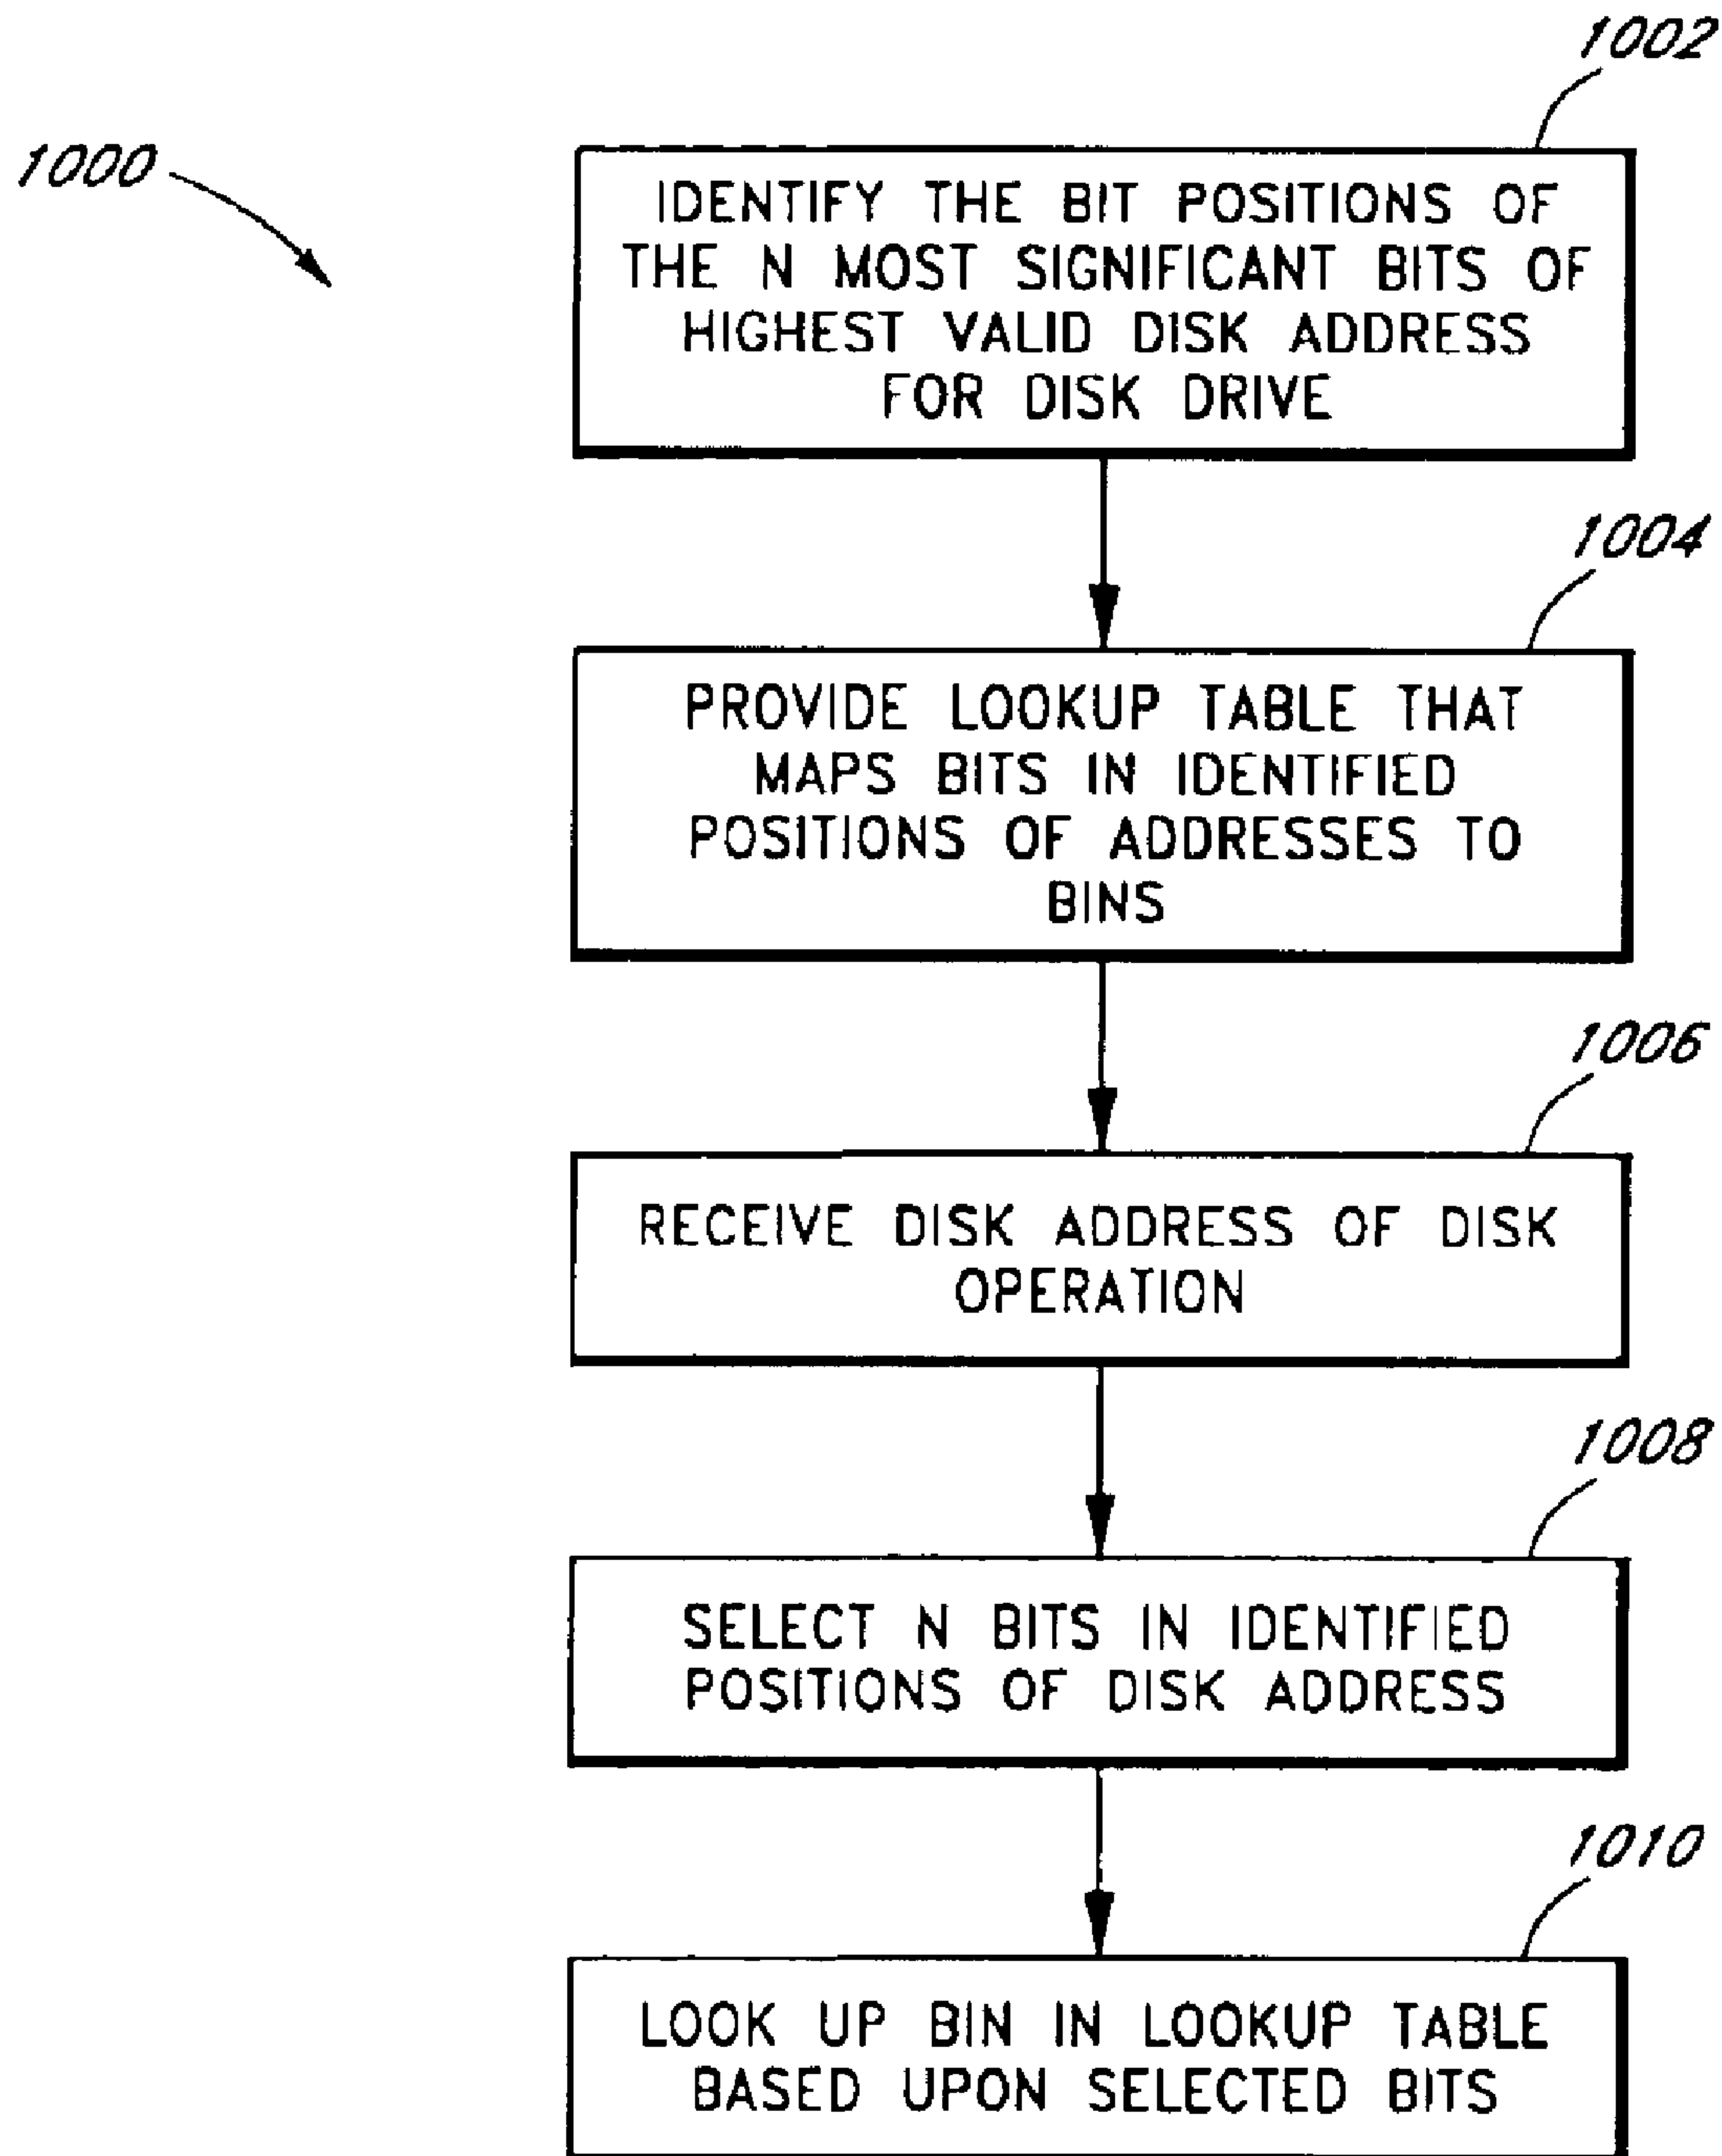 1002
1000
IDENTIFY THE BIT POSITIONS OF
THE N MOST SIGNIFICANT BITS OF
HIGHEST VALID DISK ADDRESS
FOR DISK DRIVE
1004
PROVIDE LOOKUP TABLE THAT
MAPS BITS IN IDENTIFIED
POSITIONS OF ADDRESSES TO
BINS
1006
RECEIVE DISK ADDRESS OF DISK
OPERATION
1008
SELECT N BITS IN IDENTIFIED
POSITIONS OF DISK ADDRESS
1010
LOOK UP BIN IN LOOKUP TABLE
BASED UPON SELECTED BITS